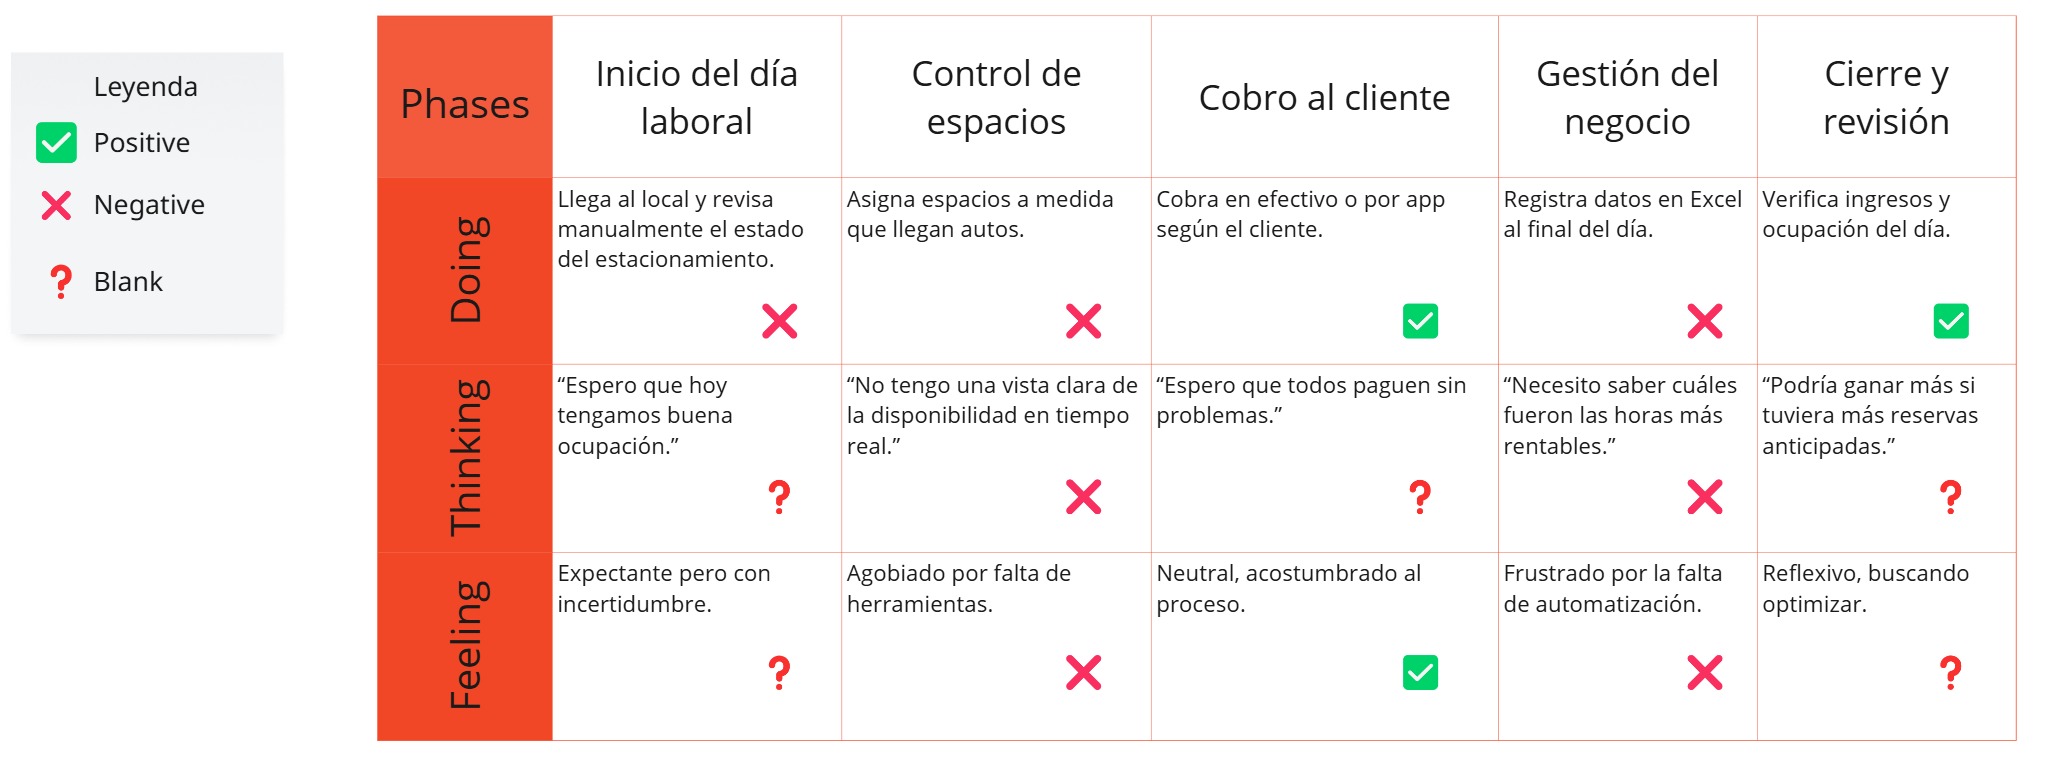 Leyenda
Positive
Negative
Blank
Phases
Inicio del día
laboral
Control de
espacios
Cobro al cliente
Gestión del
negocio
Cierre y
revisión
Doing
Llega al local y revisa
manualmente el estado
del estacionamiento.
Asigna espacios a medida
que llegan autos.
Cobra en efectivo o por app
según el cliente.
Registra datos en Excel
al final del día.
Verifica ingresos y
ocupación del día.
Thinking
“Espero que hoy
tengamos buena
ocupación.”
“No tengo una vista clara de
la disponibilidad en tiempo
real.”
“Espero que todos paguen sin
problemas.”
“Necesito saber cuáles
fueron las horas más
rentables.”
“Podría ganar más si
tuviera más reservas
anticipadas.”
Feeling
Expectante pero con
incertidumbre.
Agobiado por falta de
herramientas.
Neutral, acostumbrado al
proceso.
Frustrado por la falta
de automatización.
Reflexivo, buscando
optimizar.